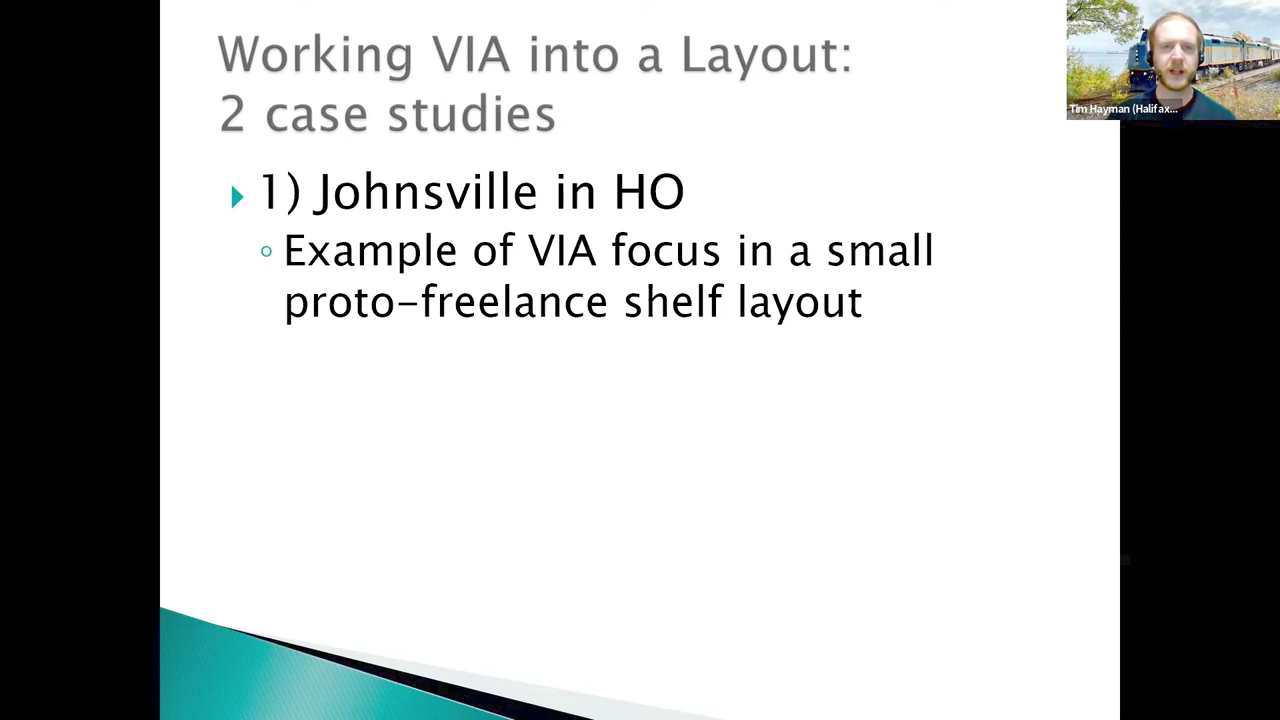 Working VIA into a Layout:
2 case studies
1) Johnsville in HO
Example of VIA focus in a small
proto-freelance shelf layout
Tim Hayman (Halifax...